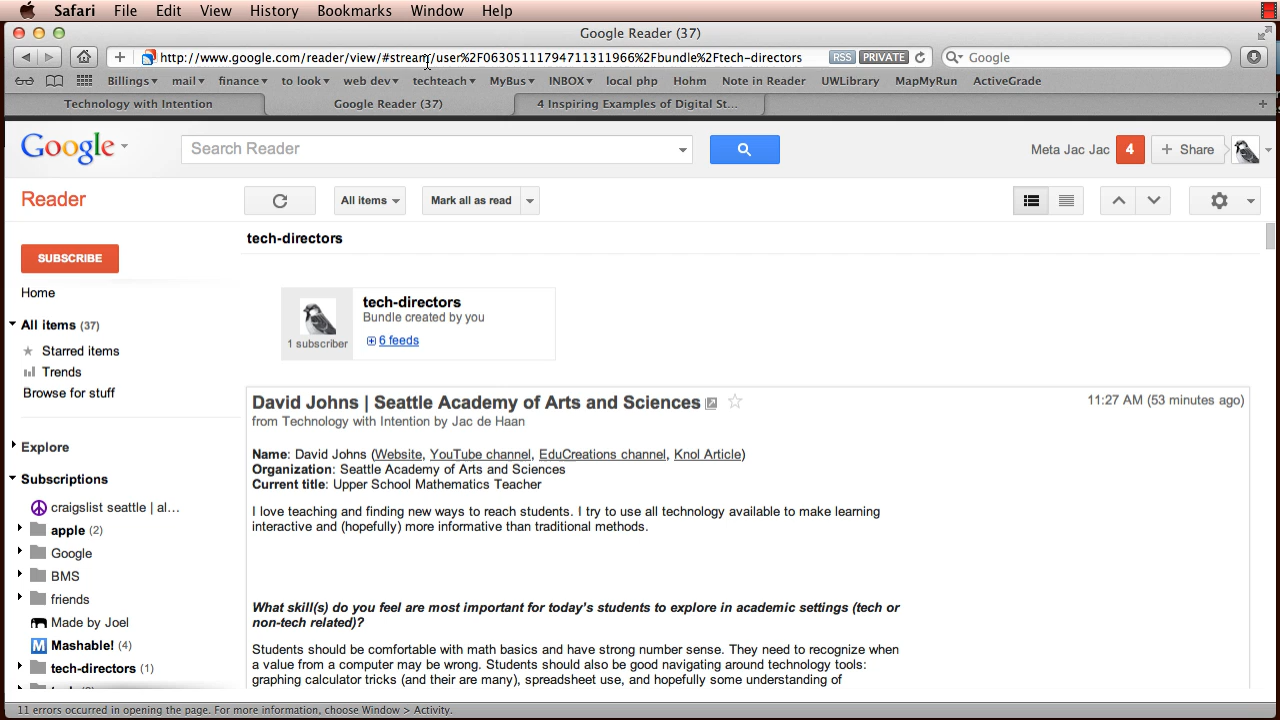 Safari File Edit View History Bookmarks Window Help
Google Reader (37)
http://www.google.com/reader/view/#stream/user%2F06305111794711311966%2Fbundle%2Ftech-directors RSS PRIVATE Google
Billings mail finance to look web dev techteach MyBus INBOX local php Hohm Note in Reader UWLibrary MapMyRun ActiveGrade
Technology with Intention Google Reader (37) 4 Inspiring Examples of Digital St...
Google Search Reader Meta Jac Jac 4 + Share
Reader All items Mark all as read
tech-directors
SUBSCRIBE
Home
All items (37)
Starred items
Trends
Browse for stuff
Explore
Subscriptions
craigslist seattle | al...
apple (2)
Google
BMS
friends
Made by Joel
M Mashable! (4)
tech-directors (1)
tech-directors
Bundle created by you
1 subscriber
6 feeds
David Johns | Seattle Academy of Arts and Sciences 11:27 AM (53 minutes ago)
from Technology with Intention by Jac de Haan
Name: David Johns (Website, YouTube channel, EduCreations channel, Knol Article)
Organization: Seattle Academy of Arts and Sciences
Current title: Upper School Mathematics Teacher
I love teaching and finding new ways to reach students. I try to use all technology available to make learning
interactive and (hopefully) more informative than traditional methods.
What skill(s) do you feel are most important for today's students to explore in academic settings (tech or
non-tech related)?
Students should be comfortable with math basics and have strong number sense. They need to recognize when
a value from a computer may be wrong. Students should also be good navigating around technology tools:
graphing calculator tricks (and their are many), spreadsheet use, and hopefully some understanding of
11 errors occurred in opening the page. For more information, choose Window > Activity.